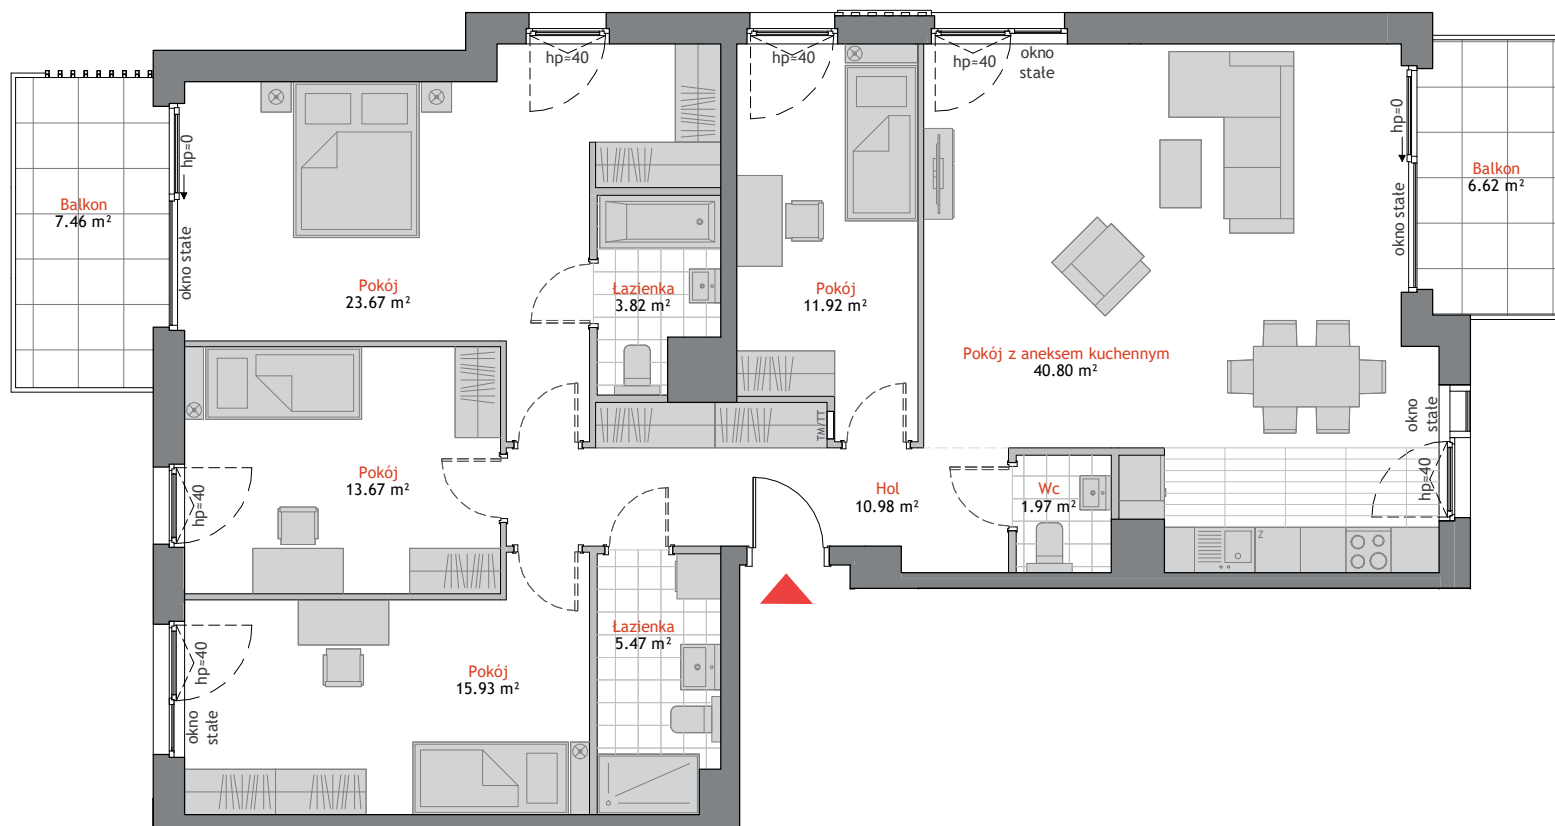 hp≈40
hp≈40
hp≈40
okno
stałe
hp≈0
okno stałe
hp≈0
okno stałe
Balkon
7.46 m²
Pokój
23.67 m²
Łazienka
3.82 m²
Pokój
11.92 m²
Pokój z aneksem kuchennym
40.80 m²
Balkon
6.62 m²
okno
stałe
hp≈40
TM/TT
Pokój
13.67 m²
hp≈40
Hol
10.98 m²
Wc
1.97 m²
Z
Łazienka
5.47 m²
Pokój
15.93 m²
hp≈40
okno
stałe